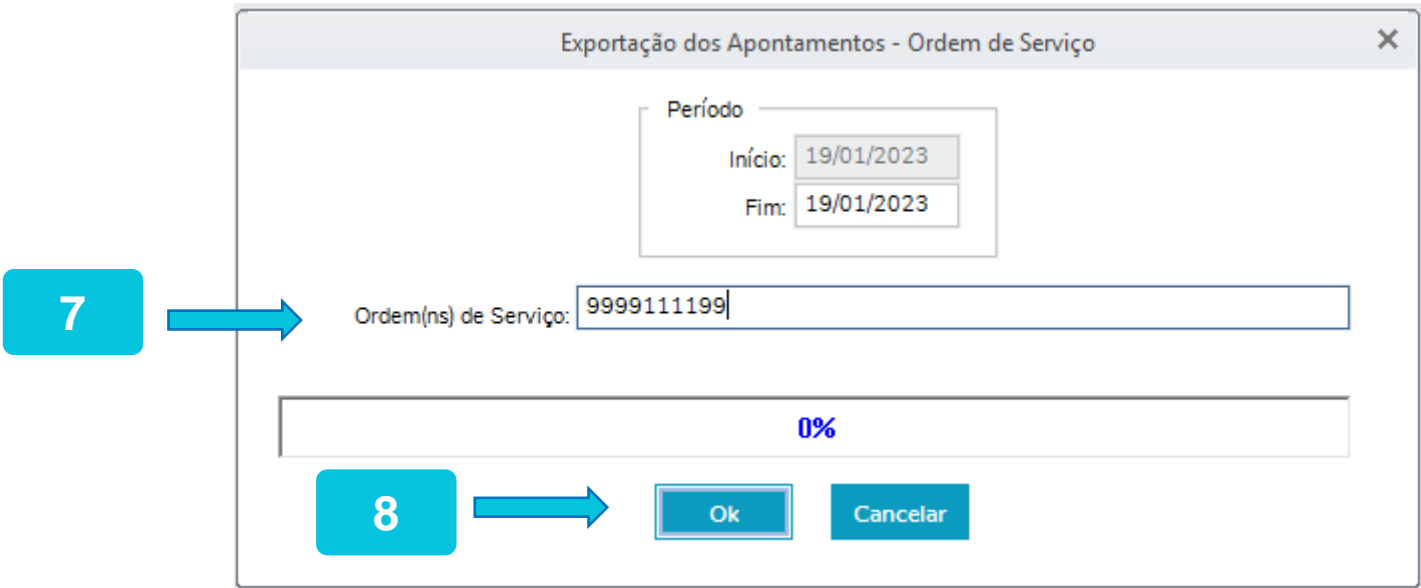 Exportação dos Apontamentos - Ordem de Serviço
Período
Início: 19/01/2023
Fim: 19/01/2023
7
Ordem(ns) de Serviço: 9999111199
0%
8
Ok Cancelar